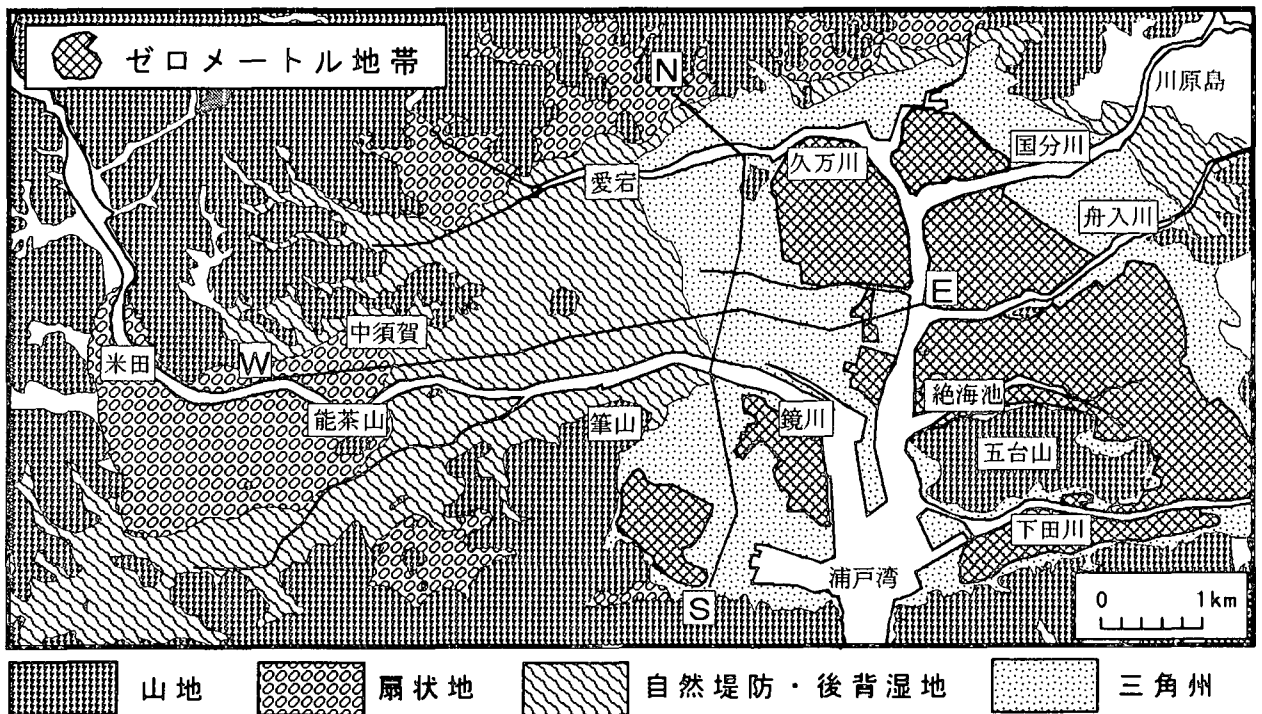 ゼロメートル地帯
N
川原島
国分川
久万川
愛宕
舟入川
E
中須賀
W
米田
絶海池
能茶山
筆山
鏡川
五台山
下田川
浦戸湾
S
0 1km
山地
扇状地
自然堤防・後背湿地
三角州